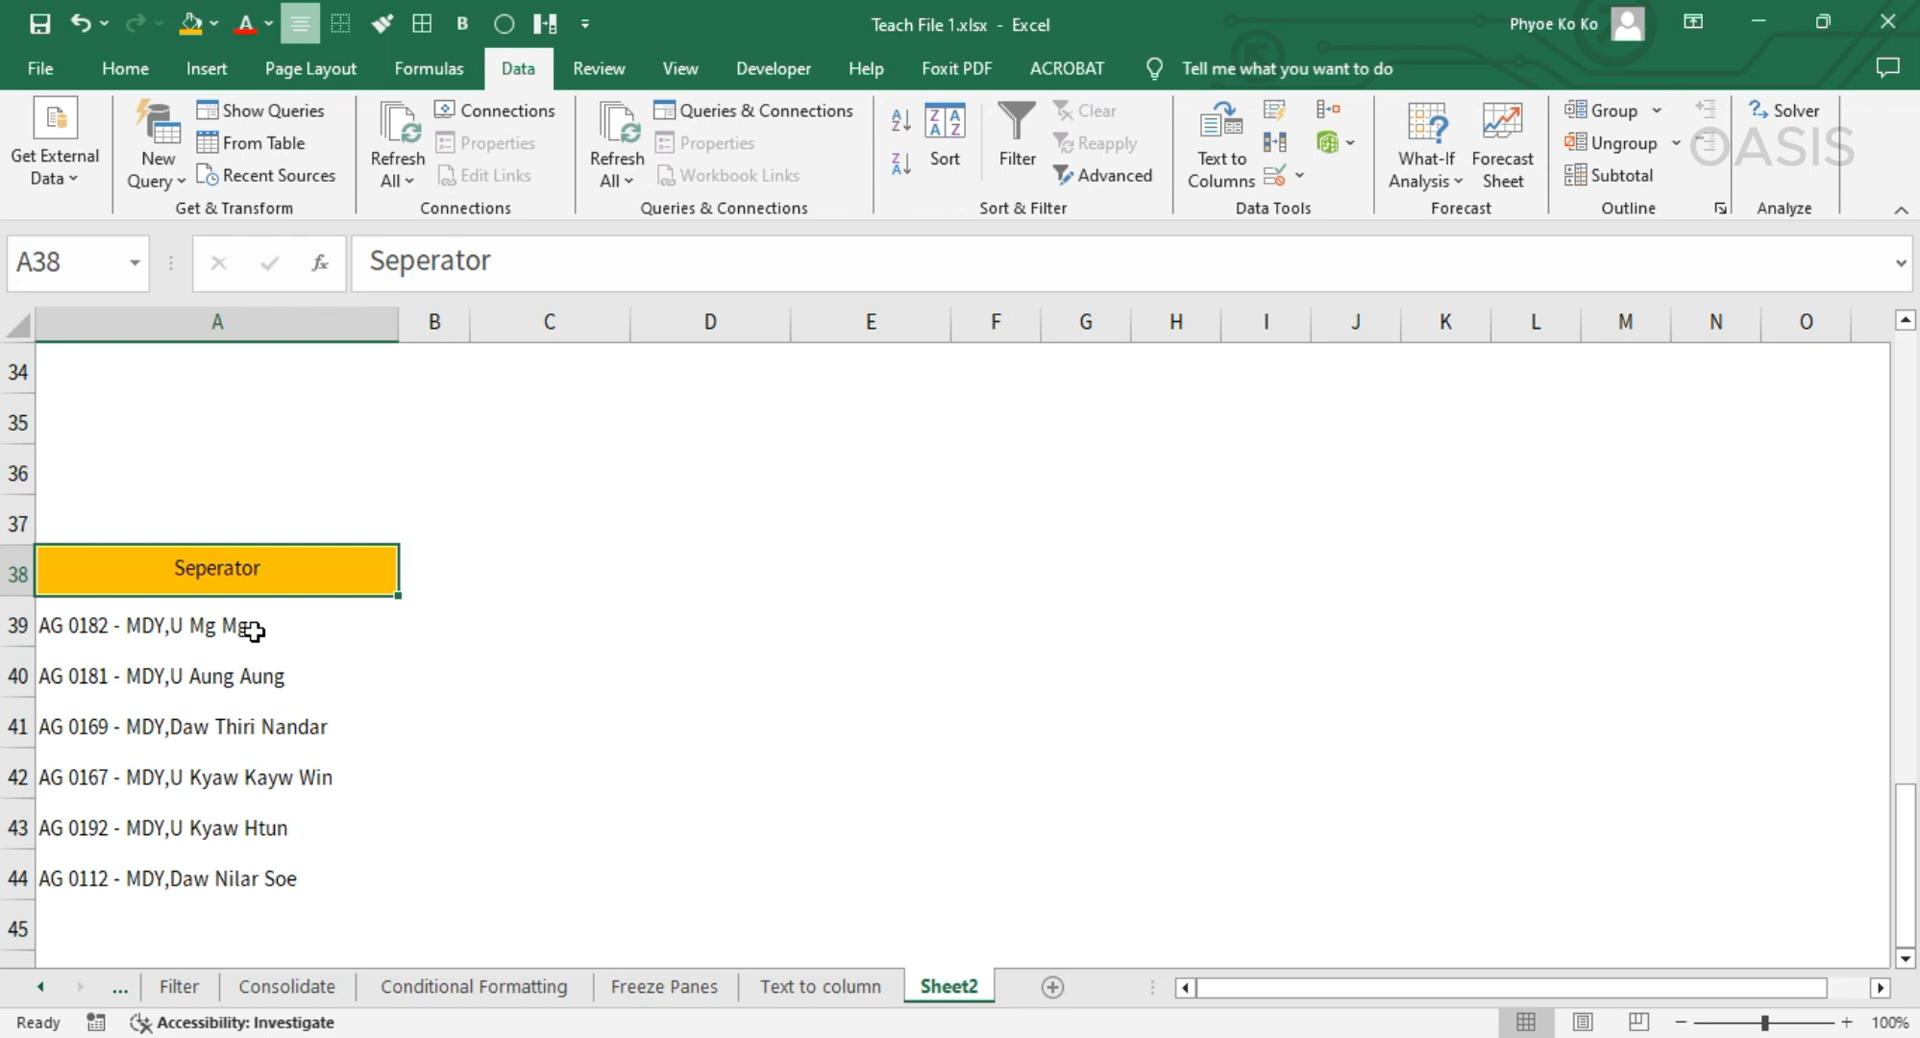 Teach File 1.xlsx - Excel
Phyoe Ko Ko
File Home Insert Page Layout Formulas Data Review View Developer Help Foxit PDF ACROBAT Tell me what you want to do
Get External Data
New Query
Show Queries
From Table
Recent Sources
Get & Transform
Refresh All
Connections
Properties
Edit Links
Connections
Refresh All
Queries & Connections
Properties
Workbook Links
Queries & Connections
Sort
Filter
Clear
Reapply
Advanced
Sort & Filter
Text to Columns
Data Tools
What-If Analysis
Forecast Sheet
Forecast
Group
Ungroup
Subtotal
Outline
Solver
Analyze
OASIS
A38 fx Seperator
A B C D E F G H I J K L M N O
34
35
36
37
38 Seperator
39 AG 0182 - MDY,U Mg Mg
40 AG 0181 - MDY,U Aung Aung
41 AG 0169 - MDY,Daw Thiri Nandar
42 AG 0167 - MDY,U Kyaw Kayw Win
43 AG 0192 - MDY,U Kyaw Htun
44 AG 0112 - MDY,Daw Nilar Soe
45
... Filter Consolidate Conditional Formatting Freeze Panes Text to column Sheet2
Ready Accessibility: Investigate 100%